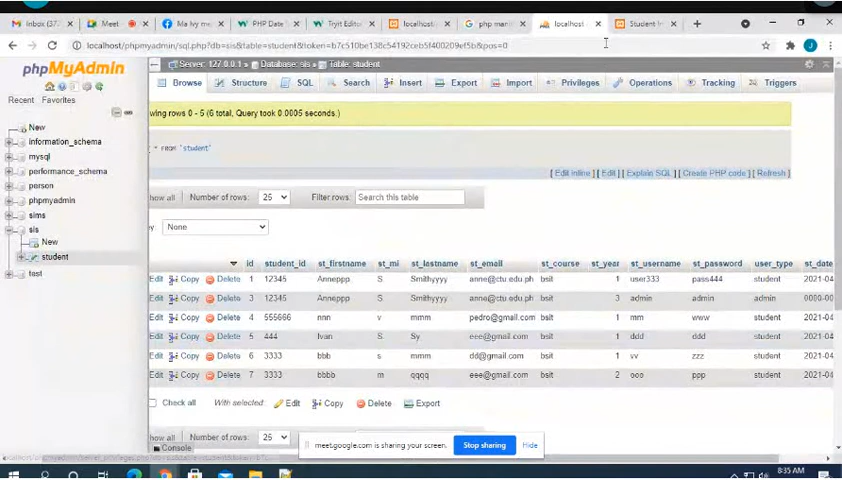 Inbox (37
Meet
Ma Ivy me
PHP Date
Tryit Editor
localhost
php man
localhost
Student In
localhost/phpmyadmin/sql.php?db=sis&table=student&token=b7c510be138c54192ceb5f400209ef5b&pos=0
phpMyAdmin
Recent Favorites
New
information_schema
mysql
performance_schema
person
phpmyadmin
sims
sis
New
student
test
Server: 127.0.0.1 » Database: sis » Table: student
Browse Structure SQL Search Insert Export Import Privileges Operations Tracking Triggers
wing rows 0 - 5 (6 total, Query took 0.0005 seconds.)
* FROM `student`
[ Edit inline ] [ Edit ] [ Explain SQL ] [ Create PHP code ] [ Refresh ]
how all Number of rows: 25 Filter rows: Search this table
y: None
id student_id st_firstname st_mi st_lastname st_email st_course st_year st_username st_password user_type st_date
Edit Copy Delete 1 12345 Anneppp S Smithyyyy anne@ctu.edu.ph bsit 1 user333 pass444 student 2021-04
Edit Copy Delete 3 12345 Anneppp S Smithyyyy anne@ctu.edu.ph bsit 3 admin admin admin 0000-00
Edit Copy Delete 4 555666 nnn v mmm pedro@gmail.com bsit 1 mm www student 2021-04
Edit Copy Delete 5 444 Ivan S Sy eee@gmail.com bsit 1 ddd ddd student 2021-04
Edit Copy Delete 6 3333 bbb s mmm dd@gmail.com bsit 1 vv zzz student 2021-04
Edit Copy Delete 7 3333 bbbb m qqqq eee@gmail.com bsit 2 ooo ppp student 2021-04
Check all With selected: Edit Copy Delete Export
how all Number of rows: 25
Console
meet.google.com is sharing your screen. Stop sharing Hide
8:35 AM